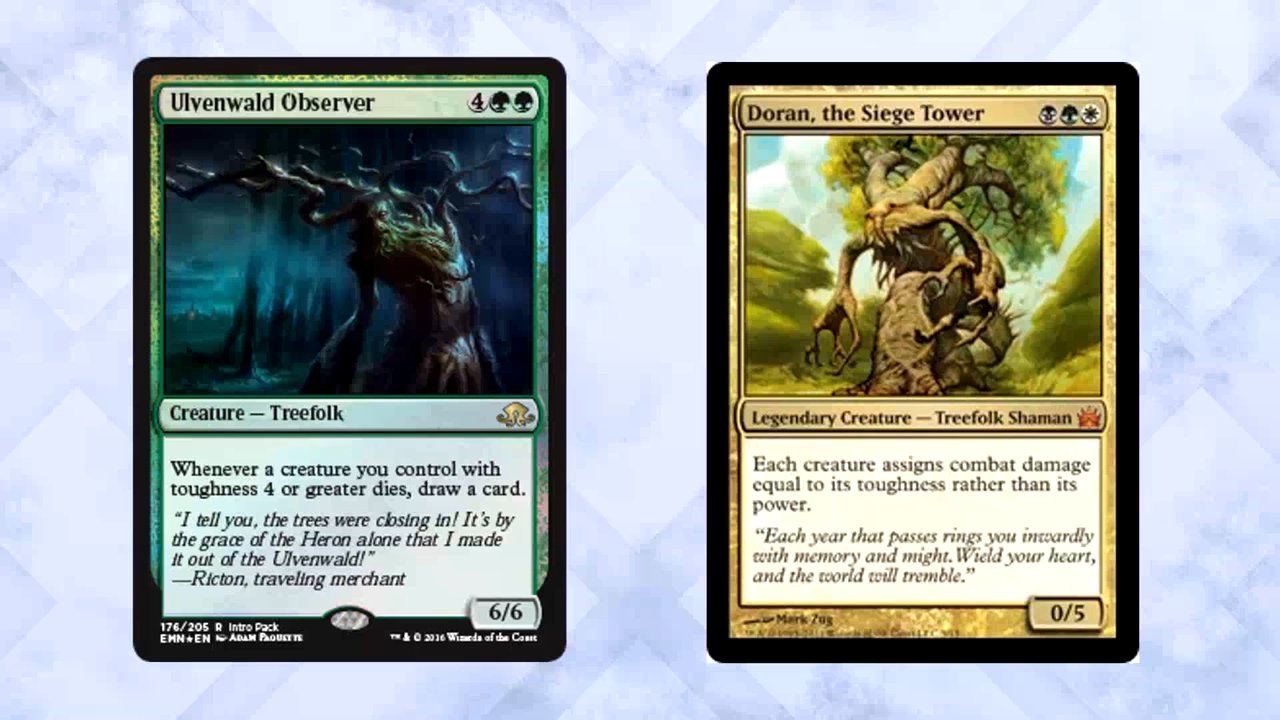 Ulvenwald Observer
4
Creature — Treefolk
Whenever a creature you control with
toughness 4 or greater dies, draw a card.
“I tell you, the trees were closing in! It’s by
the grace of the Heron alone that I made
it out of the Ulvenwald!”
—Ricton, traveling merchant
6/6
176/205 R Intro Pack
EMN★EN Adam Paquette
™ & © 2016 Wizards of the Coast
Doran, the Siege Tower
Legendary Creature — Treefolk Shaman
Each creature assigns combat damage
equal to its toughness rather than its
power.
“Each year that passes rings you inwardly
with memory and might. Wield your heart,
and the world will tremble.”
0/5
Mark Zug